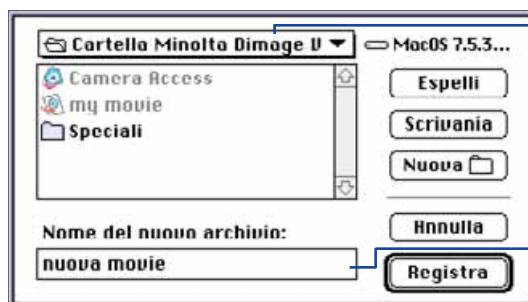 Cartella Minolta Dimage V
MacOS 7.5.3...
Camera Access
my movie
Speciali
Espelli
Scrivania
Nuova
Nome del nuovo archivio:
nuova movie
Annulla
Registra